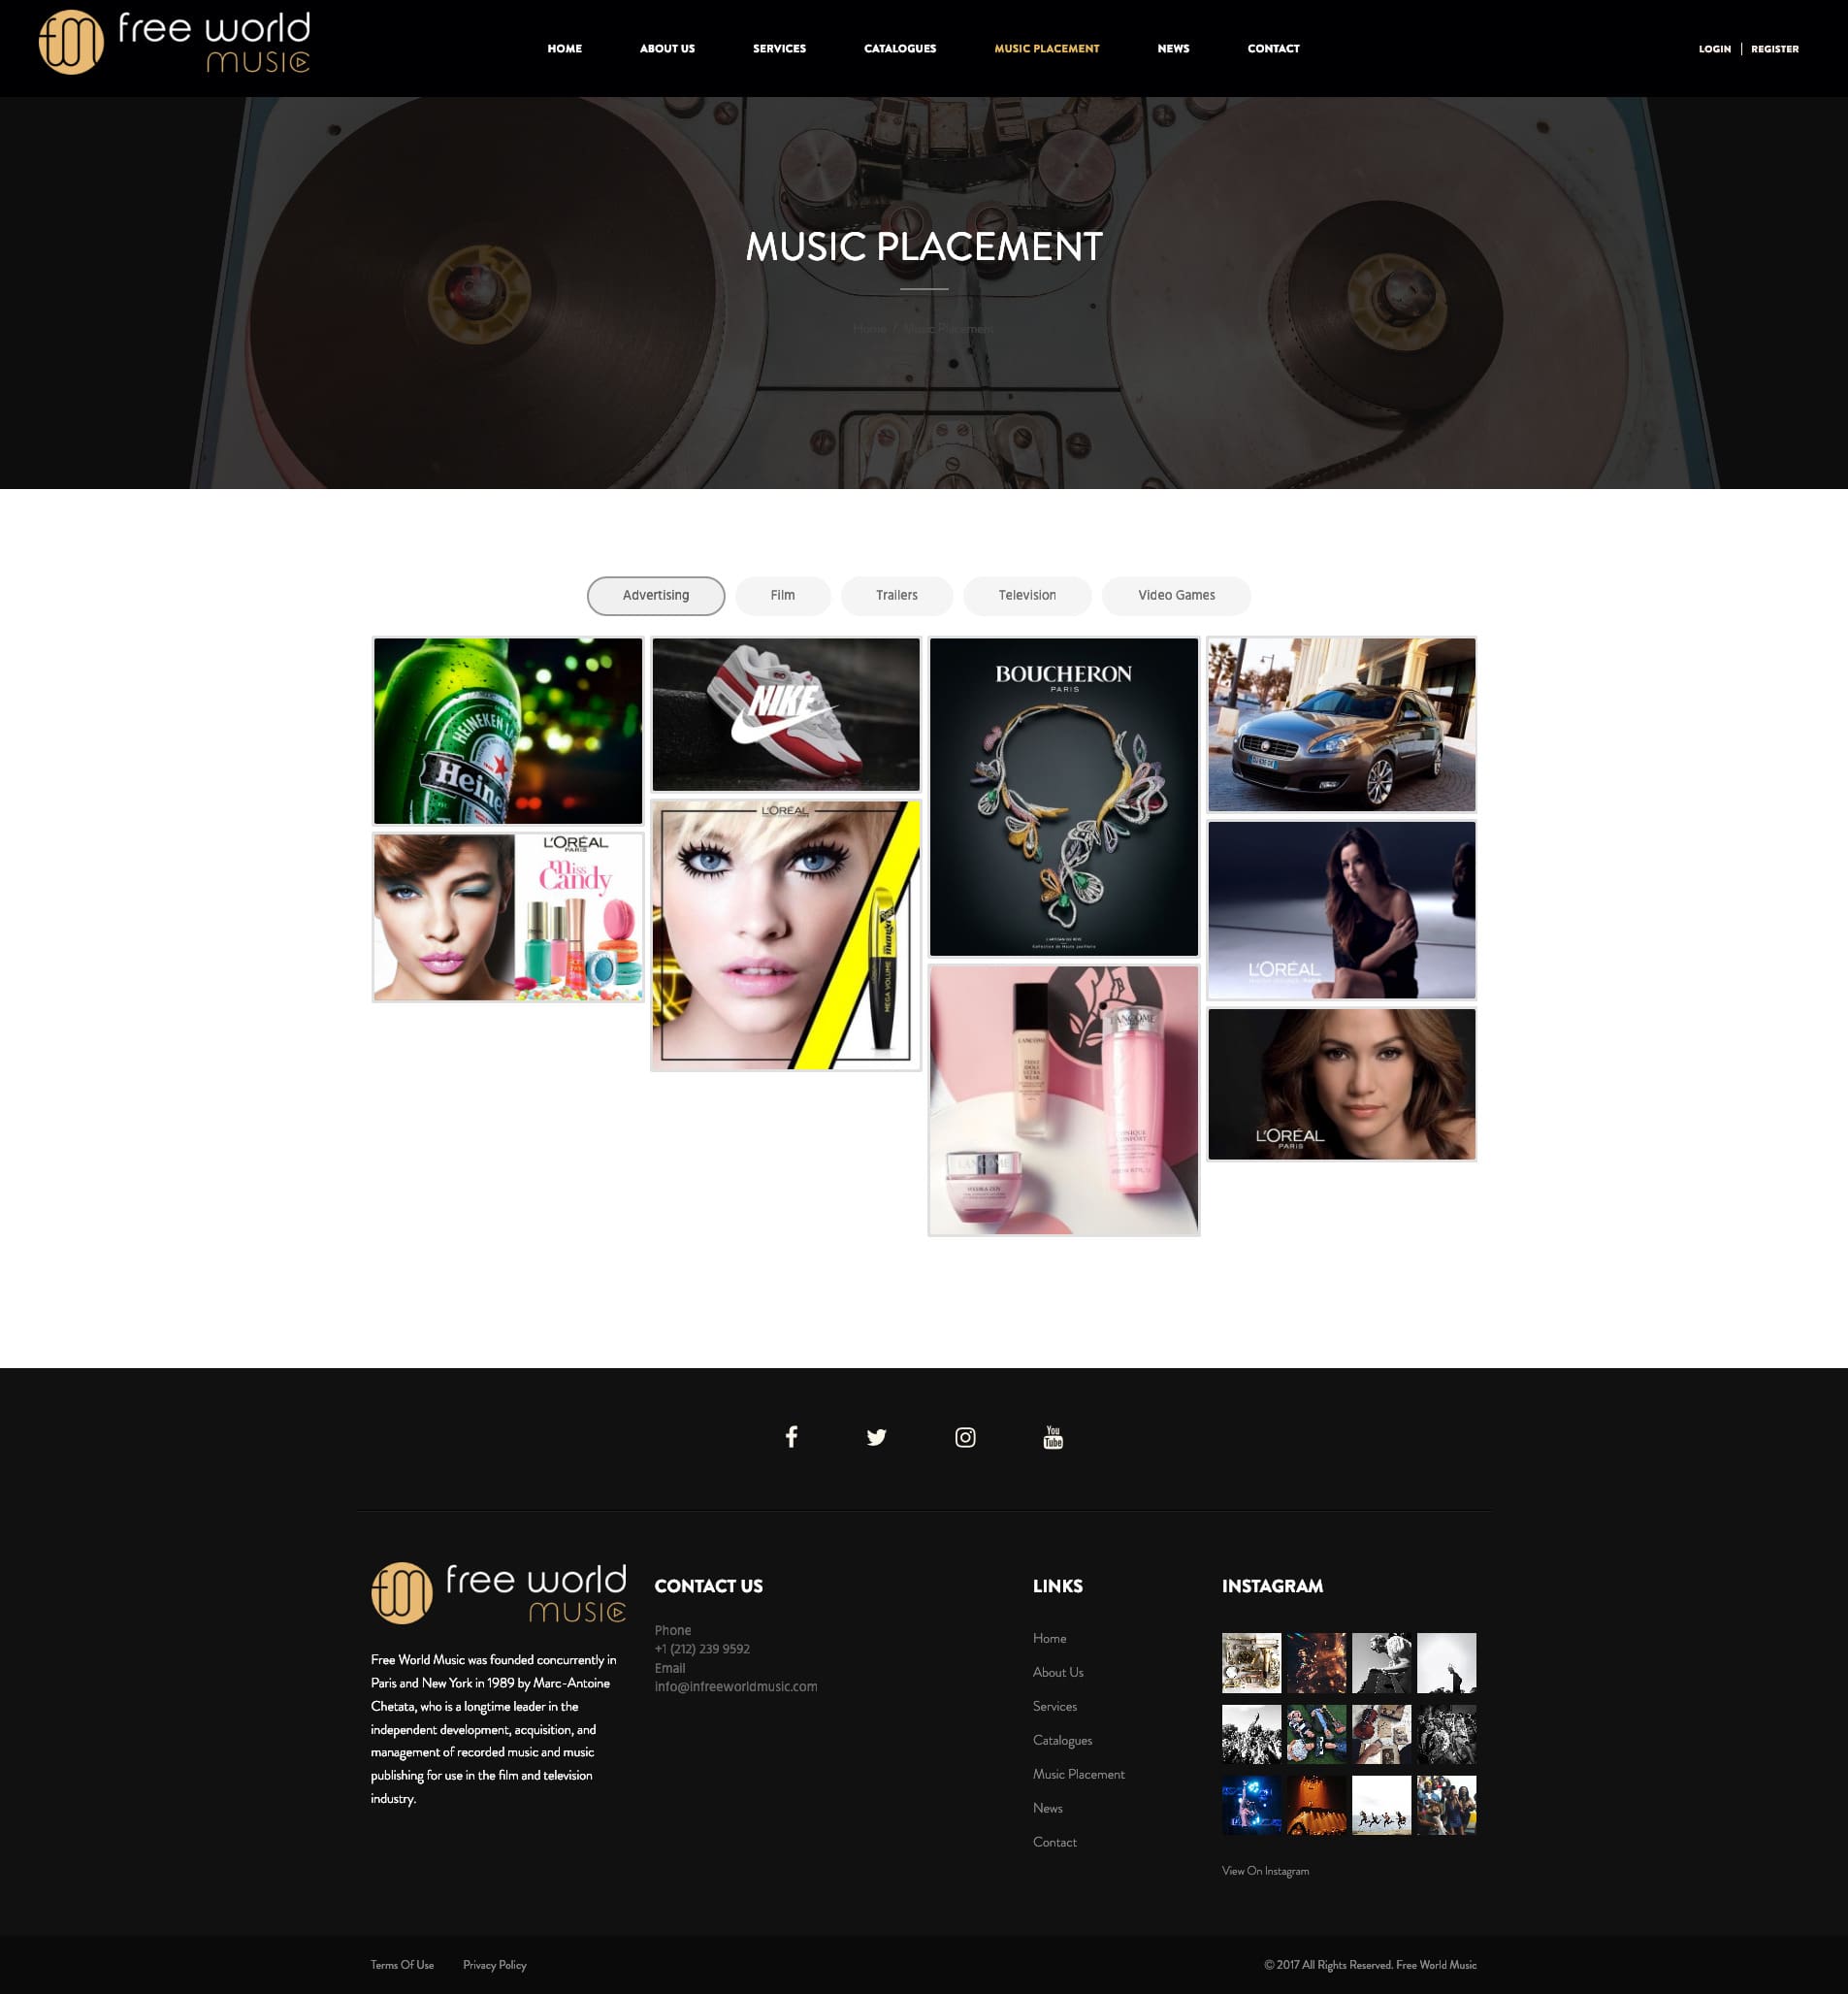 free world
music
HOME
ABOUT US
SERVICES
CATALOGUES
MUSIC PLACEMENT
NEWS
CONTACT
LOGIN
REGISTER
MUSIC PLACEMENT
Home / Music Placement
Advertising
Film
Trailers
Television
Video Games
HEINEKEN
Heine
NIKE
BOUCHERON
PARIS
L'ORÉAL
PARIS
miss
Candy
L'ORÉAL
MEGA VOLUME
L'ORÉAL
LANCÔME
LANCÔME
L'ORÉAL
PARIS
You
Tube
free world
music
Free World Music was founded concurrently in
Paris and New York in 1989 by Marc-Antoine
Chetata, who is a longtime leader in the
independent development, acquisition, and
management of recorded music and music
publishing for use in the film and television
industry.
CONTACT US
Phone
+1 (212) 239 9592
Email
info@infreeworldmusic.com
LINKS
Home
About Us
Services
Catalogues
Music Placement
News
Contact
INSTAGRAM
View On Instagram
Terms Of Use
Privacy Policy
© 2017 All Rights Reserved. Free World Music